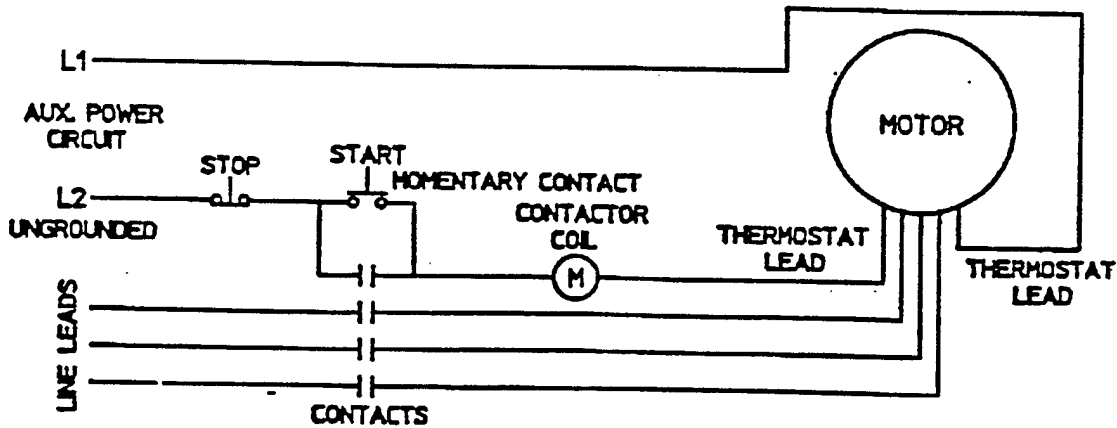 L1
AUX. POWER
CIRCUIT
STOP
START
MOMENTARY CONTACT
L2
UNGROUNDED
CONTACTOR
COIL
M
MOTOR
THERMOSTAT
LEAD
THERMOSTAT
LEAD
LINE LEADS
CONTACTS